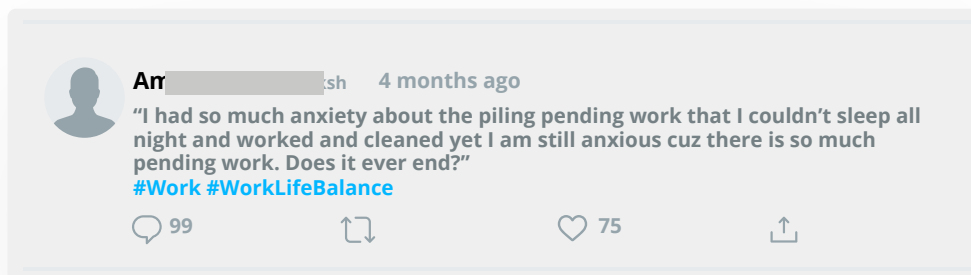 Am sh 4 months ago
“I had so much anxiety about the piling pending work that I couldn’t sleep all
night and worked and cleaned yet I am still anxious cuz there is so much
pending work. Does it ever end?”
#Work #WorkLifeBalance
99 75